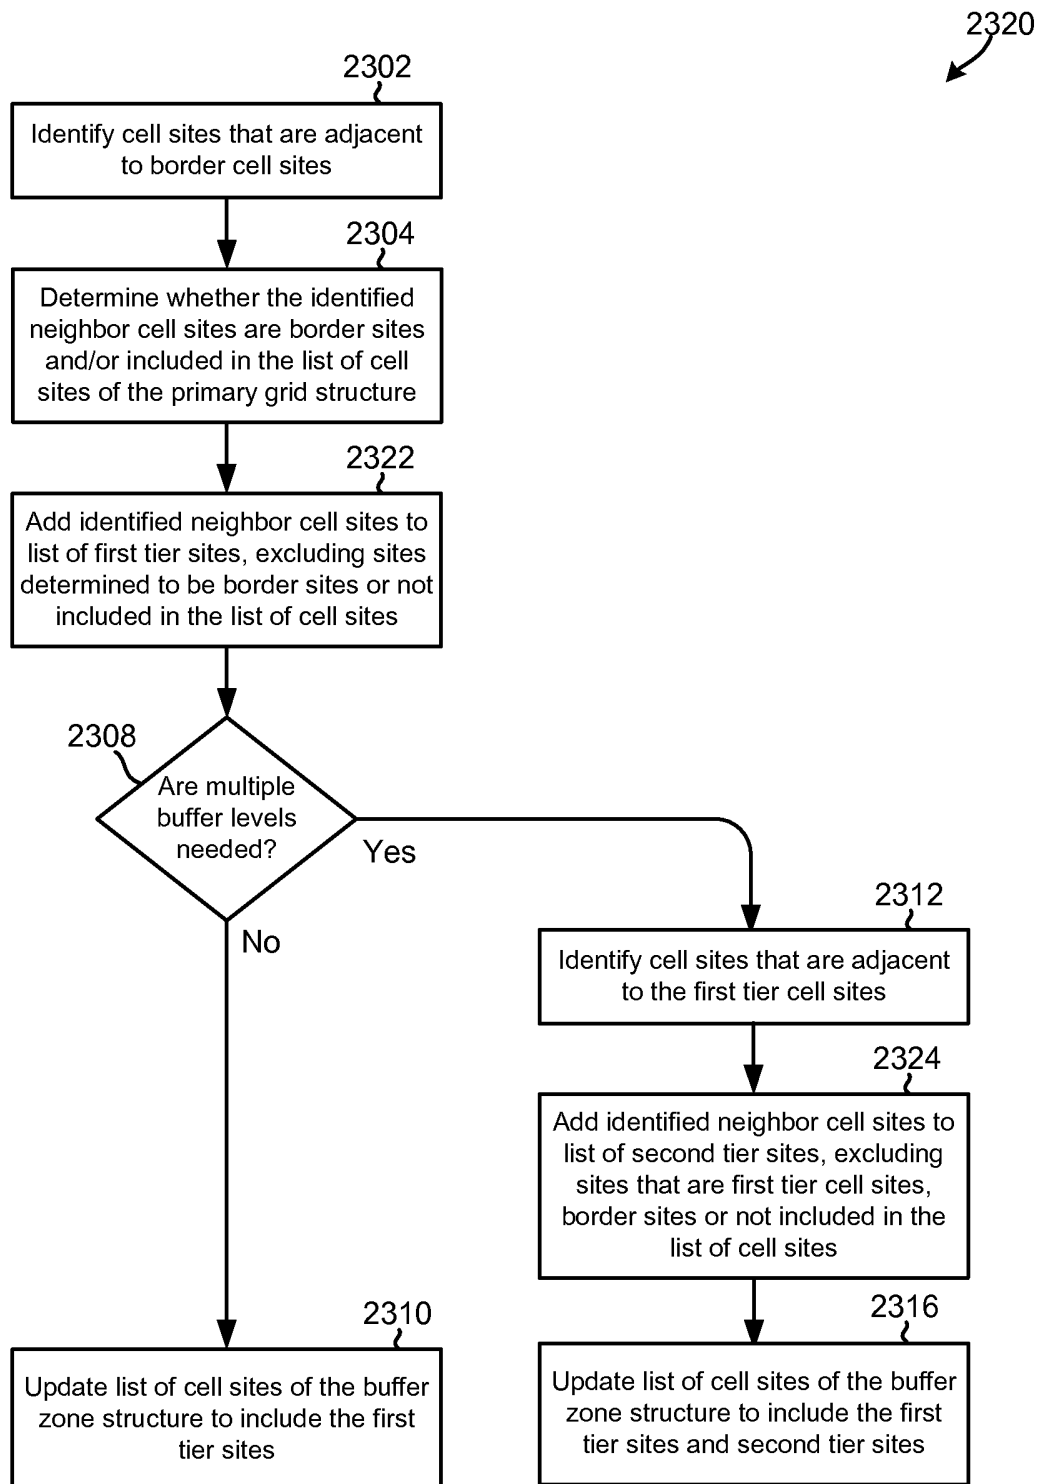 2320
2302
Identify cell sites that are adjacent
to border cell sites
2304
Determine whether the identified
neighbor cell sites are border sites
and/or included in the list of cell
sites of the primary grid structure
2322
Add identified neighbor cell sites to
list of first tier sites, excluding sites
determined to be border sites or not
included in the list of cell sites
2308
Are multiple
buffer levels
needed?
Yes
No
2312
Identify cell sites that are adjacent
to the first tier cell sites
2324
Add identified neighbor cell sites to
list of second tier sites, excluding
sites that are first tier cell sites,
border sites or not included in the
list of cell sites
2310
Update list of cell sites of the buffer
zone structure to include the first
tier sites
2316
Update list of cell sites of the buffer
zone structure to include the first
tier sites and second tier sites